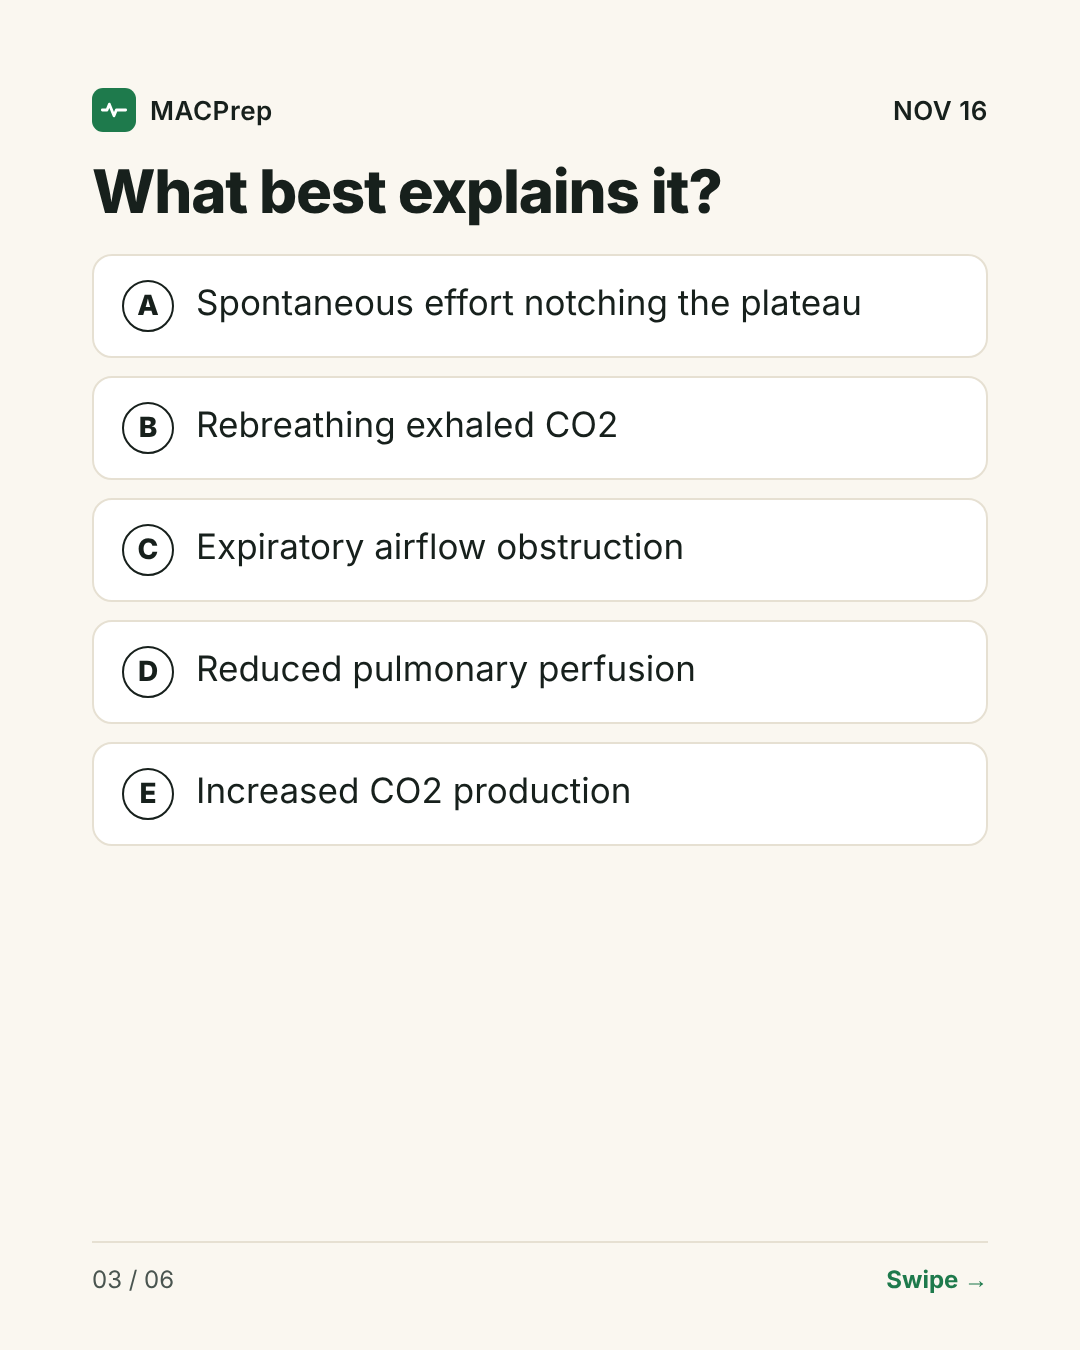 MACPrep
NOV 16
What best explains it?
A Spontaneous effort notching the plateau
B Rebreathing exhaled CO2
C Expiratory airflow obstruction
D Reduced pulmonary perfusion
E Increased CO2 production
03 / 06
Swipe →